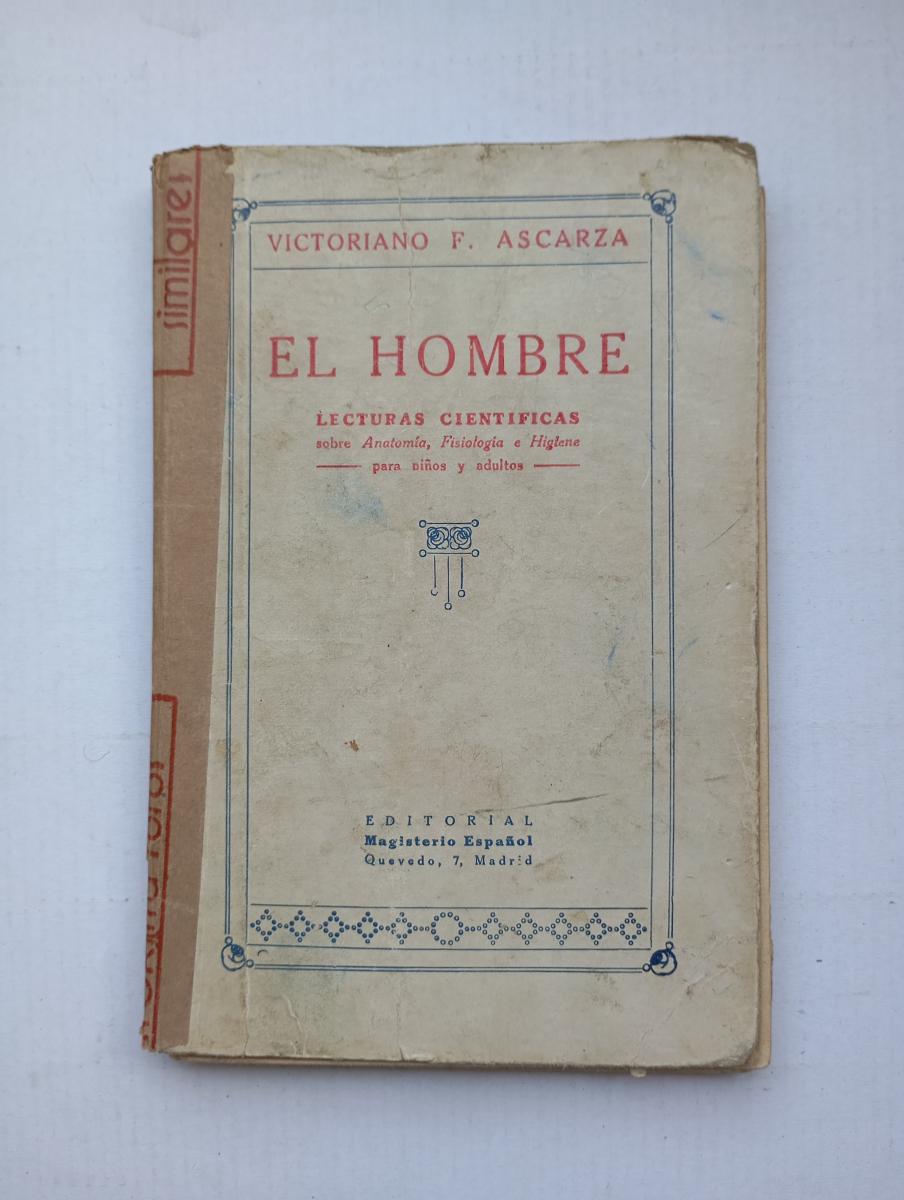 VICTORIANO F. ASCARZA
EL HOMBRE
LECTURAS CIENTIFICAS
sobre Anatomía, Fisiología e Higiene
para niños y adultos
EDITORIAL
Magisterio Español
Quevedo, 7, Madrid
similares